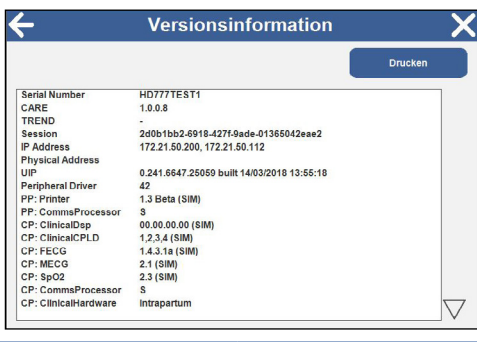 Versionsinformation
Drucken
Serial Number HD777TEST1
CARE 1.0.0.8
TREND -
Session 2d0b1bb2-6918-427f-9ade-01365042eae2
IP Address 172.21.50.200, 172.21.50.112
Physical Address
UIP 0.241.6647.25059 built 14/03/2018 13:55:18
Peripheral Driver 42
PP: Printer 1.3 Beta (SIM)
PP: CommsProcessor S
CP: ClinicalDsp 00.00.00.00 (SIM)
CP: ClinicalCPLD 1,2,3,4 (SIM)
CP: FECG 1.4.3.1a (SIM)
CP: MECG 2.1 (SIM)
CP: SpO2 2.3 (SIM)
CP: CommsProcessor S
CP: ClinicalHardware Intrapartum